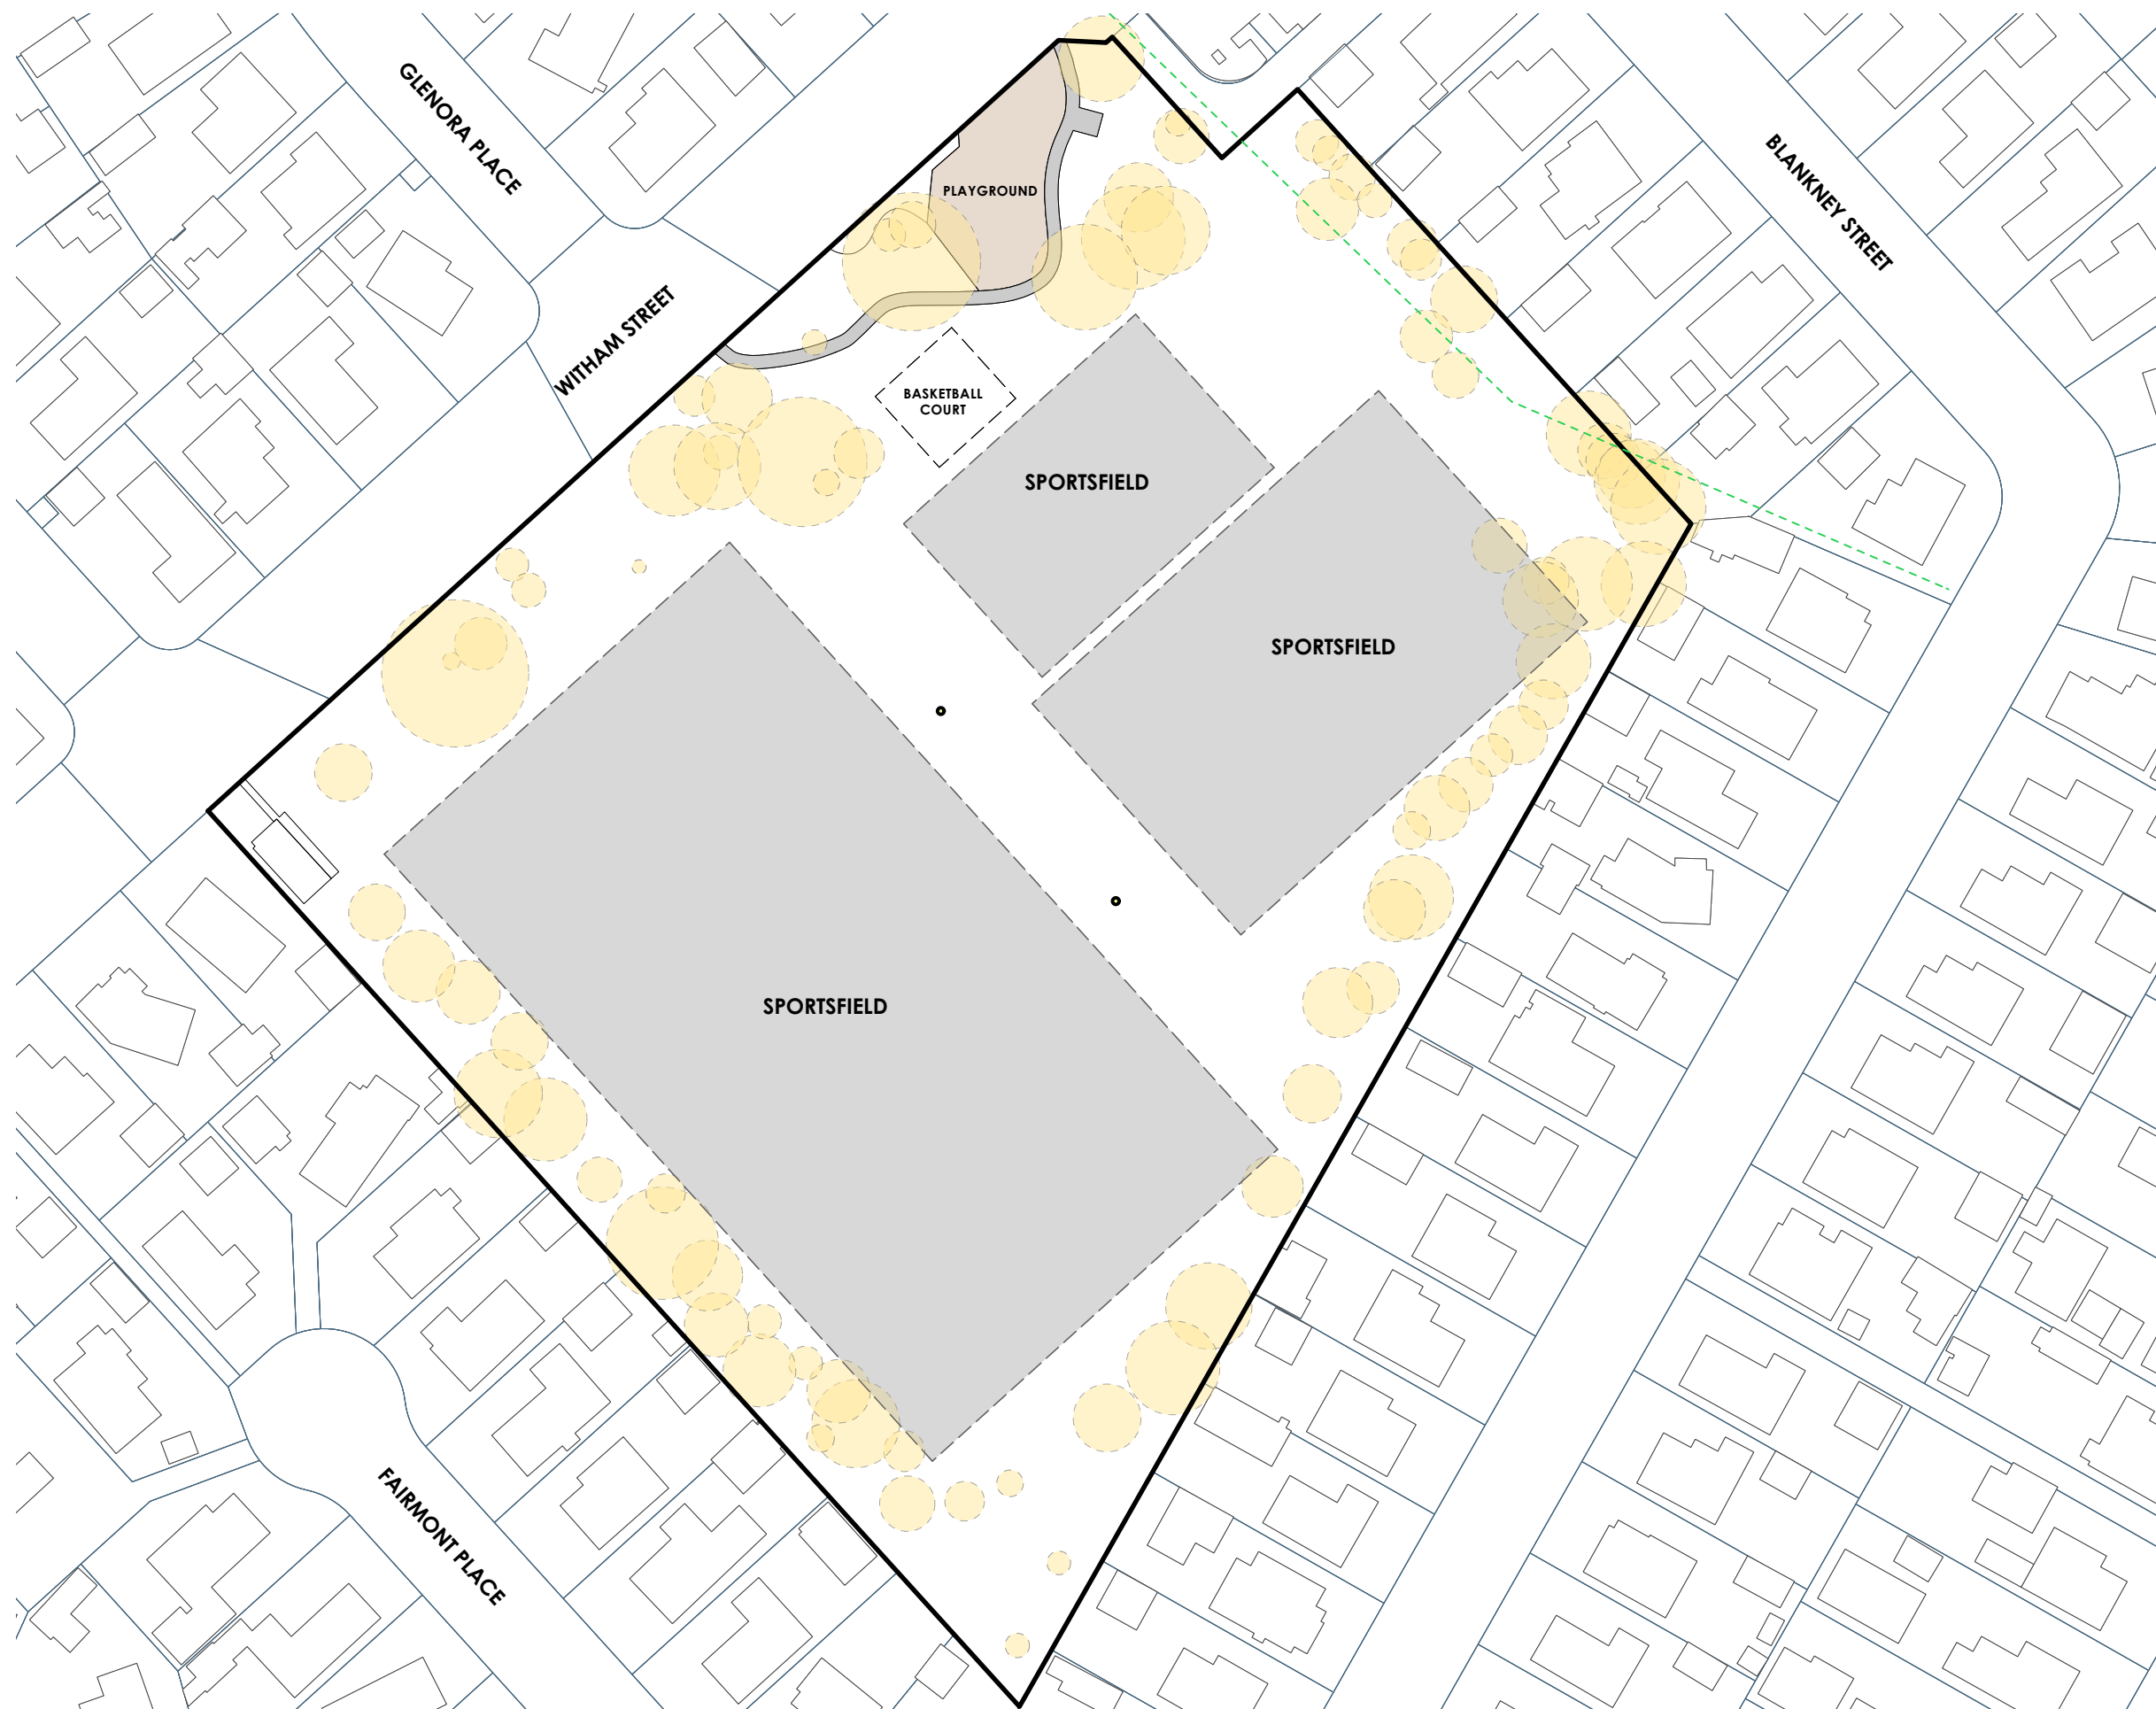 GLENORA PLACE
BLANKNEY STREET
PLAYGROUND
WITHAM STREET
BASKETBALL
COURT
SPORTSFIELD
SPORTSFIELD
SPORTSFIELD
FAIRMONT PLACE